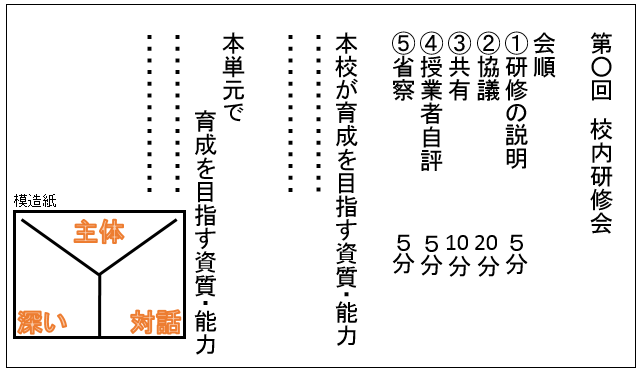 第〇回 校内研修会
会順
①研修の説明 5分
②協議 20分
③共有 10分
④授業者自評 5分
⑤省察 5分
本校が育成を目指す資質・能力
・・・・・・・・・・・
・・・・・・・・・・・
本単元で
育成を目指す資質・能力
・・・・・・・・・・・
・・・・・・・・・・・
模造紙
主体
深い
対話